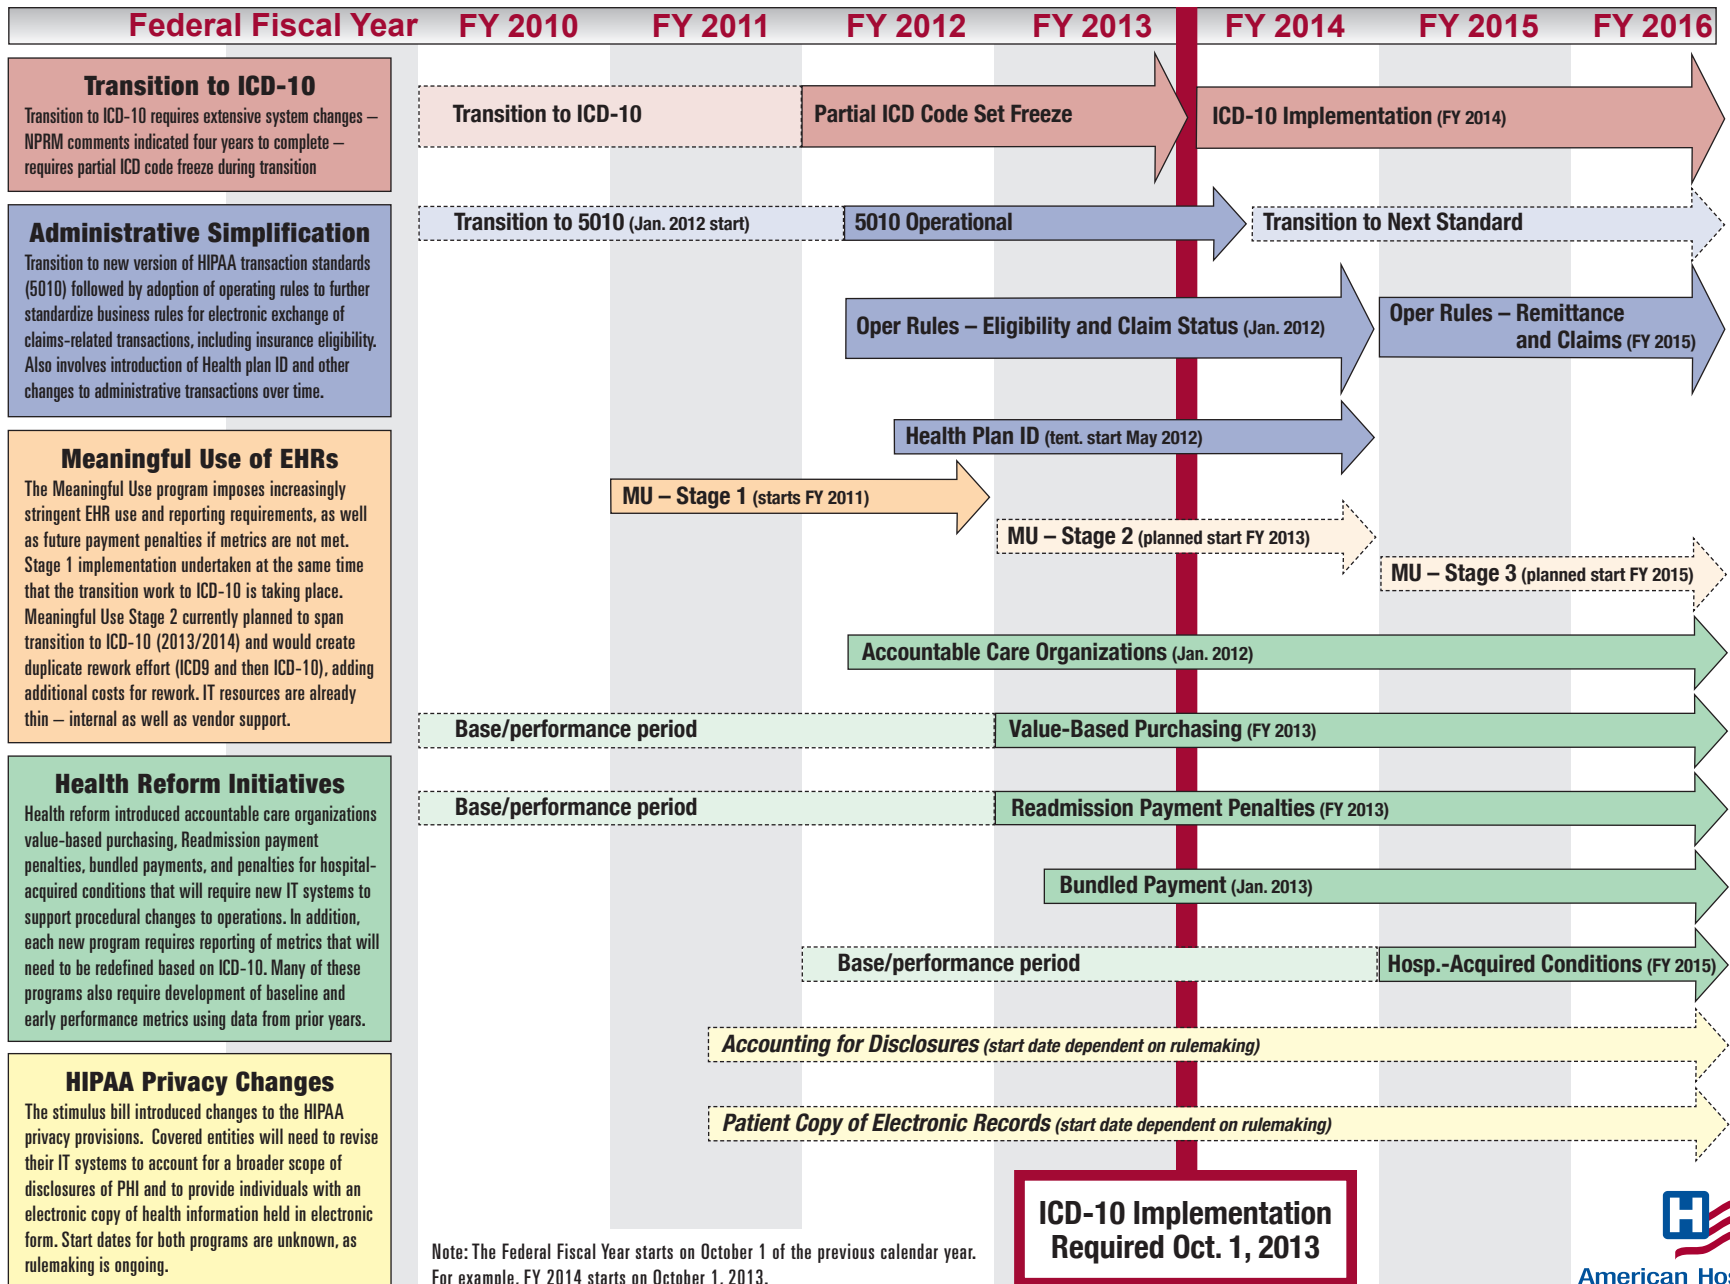 Federal Fiscal Year FY 2010 FY 2011 FY 2012 FY 2013 FY 2014 FY 2015 FY 2016
Transition to ICD-10
Transition to ICD-10 requires extensive system changes –
NPRM comments indicated four years to complete –
requires partial ICD code freeze during transition
Transition to ICD-10
Partial ICD Code Set Freeze
ICD-10 Implementation (FY 2014)
Administrative Simplification
Transition to new version of HIPAA transaction standards
(5010) followed by adoption of operating rules to further
standardize business rules for electronic exchange of
claims-related transactions, including insurance eligibility.
Also involves introduction of Health plan ID and other
changes to administrative transactions over time.
Transition to 5010 (Jan. 2012 start)
5010 Operational
Transition to Next Standard
Oper Rules – Eligibility and Claim Status (Jan. 2012)
Oper Rules – Remittance
and Claims (FY 2015)
Health Plan ID (tent. start May 2012)
Meaningful Use of EHRs
The Meaningful Use program imposes increasingly
stringent EHR use and reporting requirements, as well
as future payment penalties if metrics are not met.
Stage 1 implementation undertaken at the same time
that the transition work to ICD-10 is taking place.
Meaningful Use Stage 2 currently planned to span
transition to ICD-10 (2013/2014) and would create
duplicate rework effort (ICD9 and then ICD-10), adding
additional costs for rework. IT resources are already
thin – internal as well as vendor support.
MU – Stage 1 (starts FY 2011)
MU – Stage 2 (planned start FY 2013)
MU – Stage 3 (planned start FY 2015)
Accountable Care Organizations (Jan. 2012)
Base/performance period
Value-Based Purchasing (FY 2013)
Health Reform Initiatives
Health reform introduced accountable care organizations
value-based purchasing, Readmission payment
penalties, bundled payments, and penalties for hospital-
acquired conditions that will require new IT systems to
support procedural changes to operations. In addition,
each new program requires reporting of metrics that will
need to be redefined based on ICD-10. Many of these
programs also require development of baseline and
early performance metrics using data from prior years.
Base/performance period
Readmission Payment Penalties (FY 2013)
Bundled Payment (Jan. 2013)
Base/performance period
Hosp.-Acquired Conditions (FY 2015)
Accounting for Disclosures (start date dependent on rulemaking)
Patient Copy of Electronic Records (start date dependent on rulemaking)
HIPAA Privacy Changes
The stimulus bill introduced changes to the HIPAA
privacy provisions. Covered entities will need to revise
their IT systems to account for a broader scope of
disclosures of PHI and to provide individuals with an
electronic copy of health information held in electronic
form. Start dates for both programs are unknown, as
rulemaking is ongoing.
ICD-10 Implementation
Required Oct. 1, 2013
Note: The Federal Fiscal Year starts on October 1 of the previous calendar year.
For example, FY 2014 starts on October 1, 2013.
H
American Hos